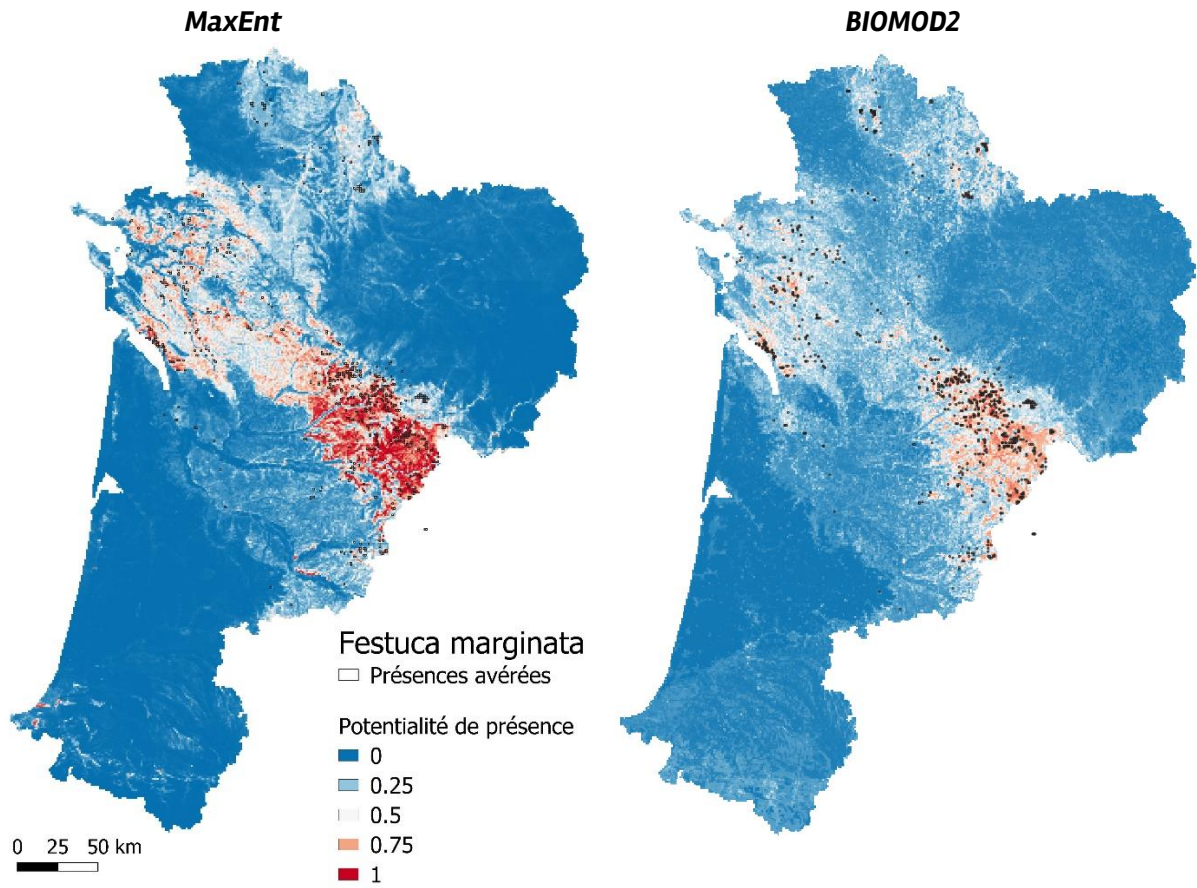 MaxEnt
BIOMOD2
Festuca marginata
Présences avérées
Potentialité de présence
0
0.25
0.5
0.75
1
0 25 50 km